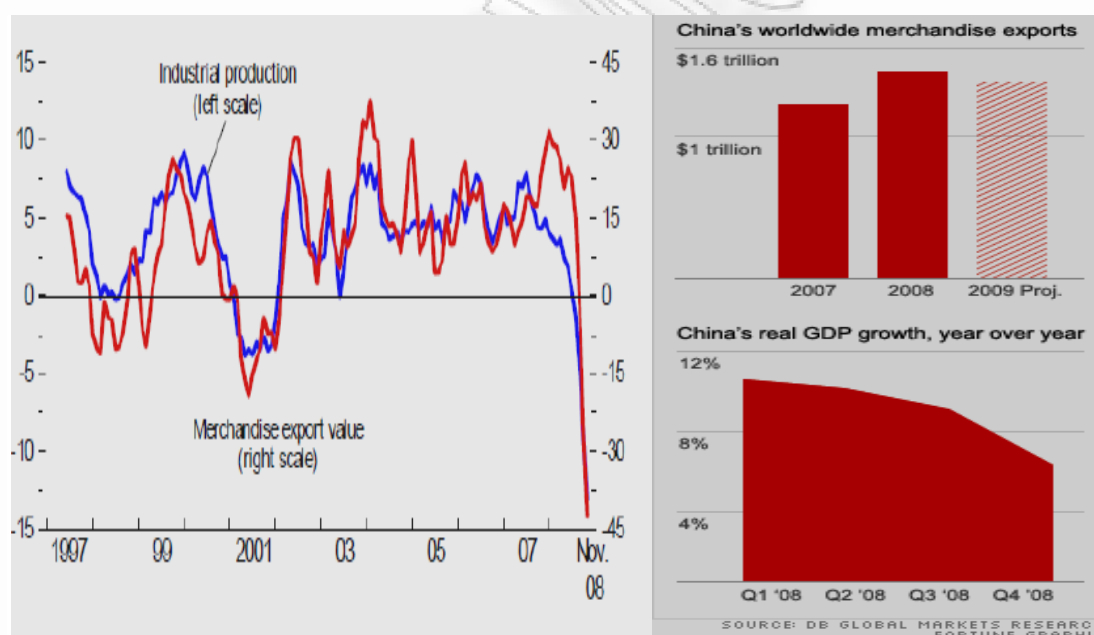 15
10
5
0
-5
-10
-15
45
30
15
0
-15
-30
-45
Industrial production
(left scale)
Merchandise export value
(right scale)
1997
99
2001
03
05
07
Nov.
08
China's worldwide merchandise exports
$1.6 trillion
$1 trillion
2007
2008
2009 Proj.
China's real GDP growth, year over year
12%
8%
4%
Q1 '08
Q2 '08
Q3 '08
Q4 '08
SOURCE: DB GLOBAL MARKETS RESEARC